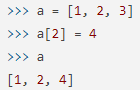 >>> a = [1, 2, 3]
>>> a[2] = 4
>>> a
[1, 2, 4]